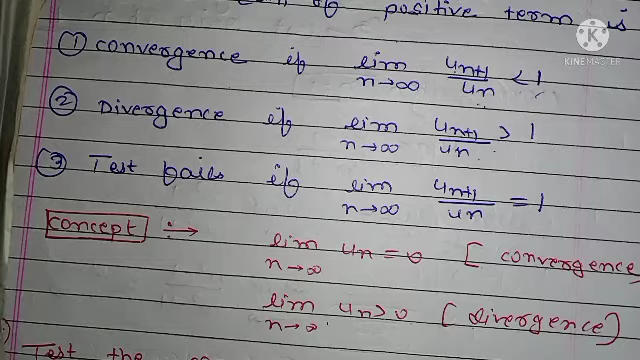 of positive term is
K
KINEMASTER
① convergence if lim n→∞ un+1/un < 1
② Divergence if lim n→∞ un+1/un > 1
③ Test fails if lim n→∞ un+1/un = 1
concept ÷→ lim n→∞ un = 0 [ convergence
lim n→∞ un > 0 [ divergence)
Test the